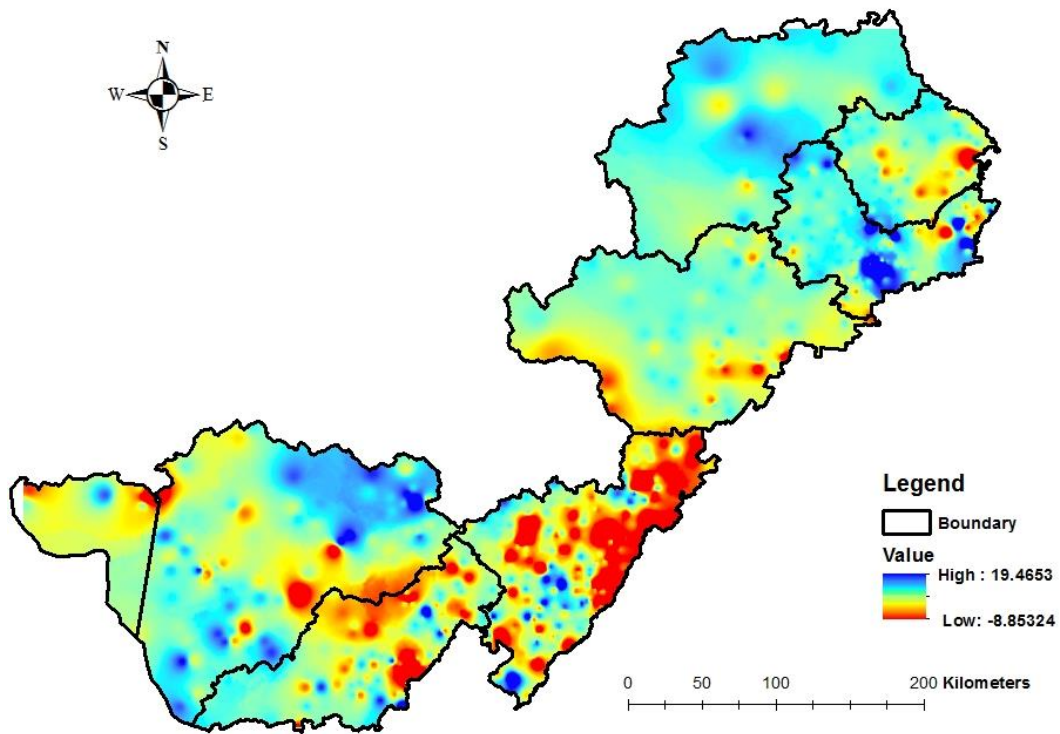 N
W E
S
Legend
Boundary
Value
High : 19.4653
Low: -8.85324
0 50 100 200 Kilometers